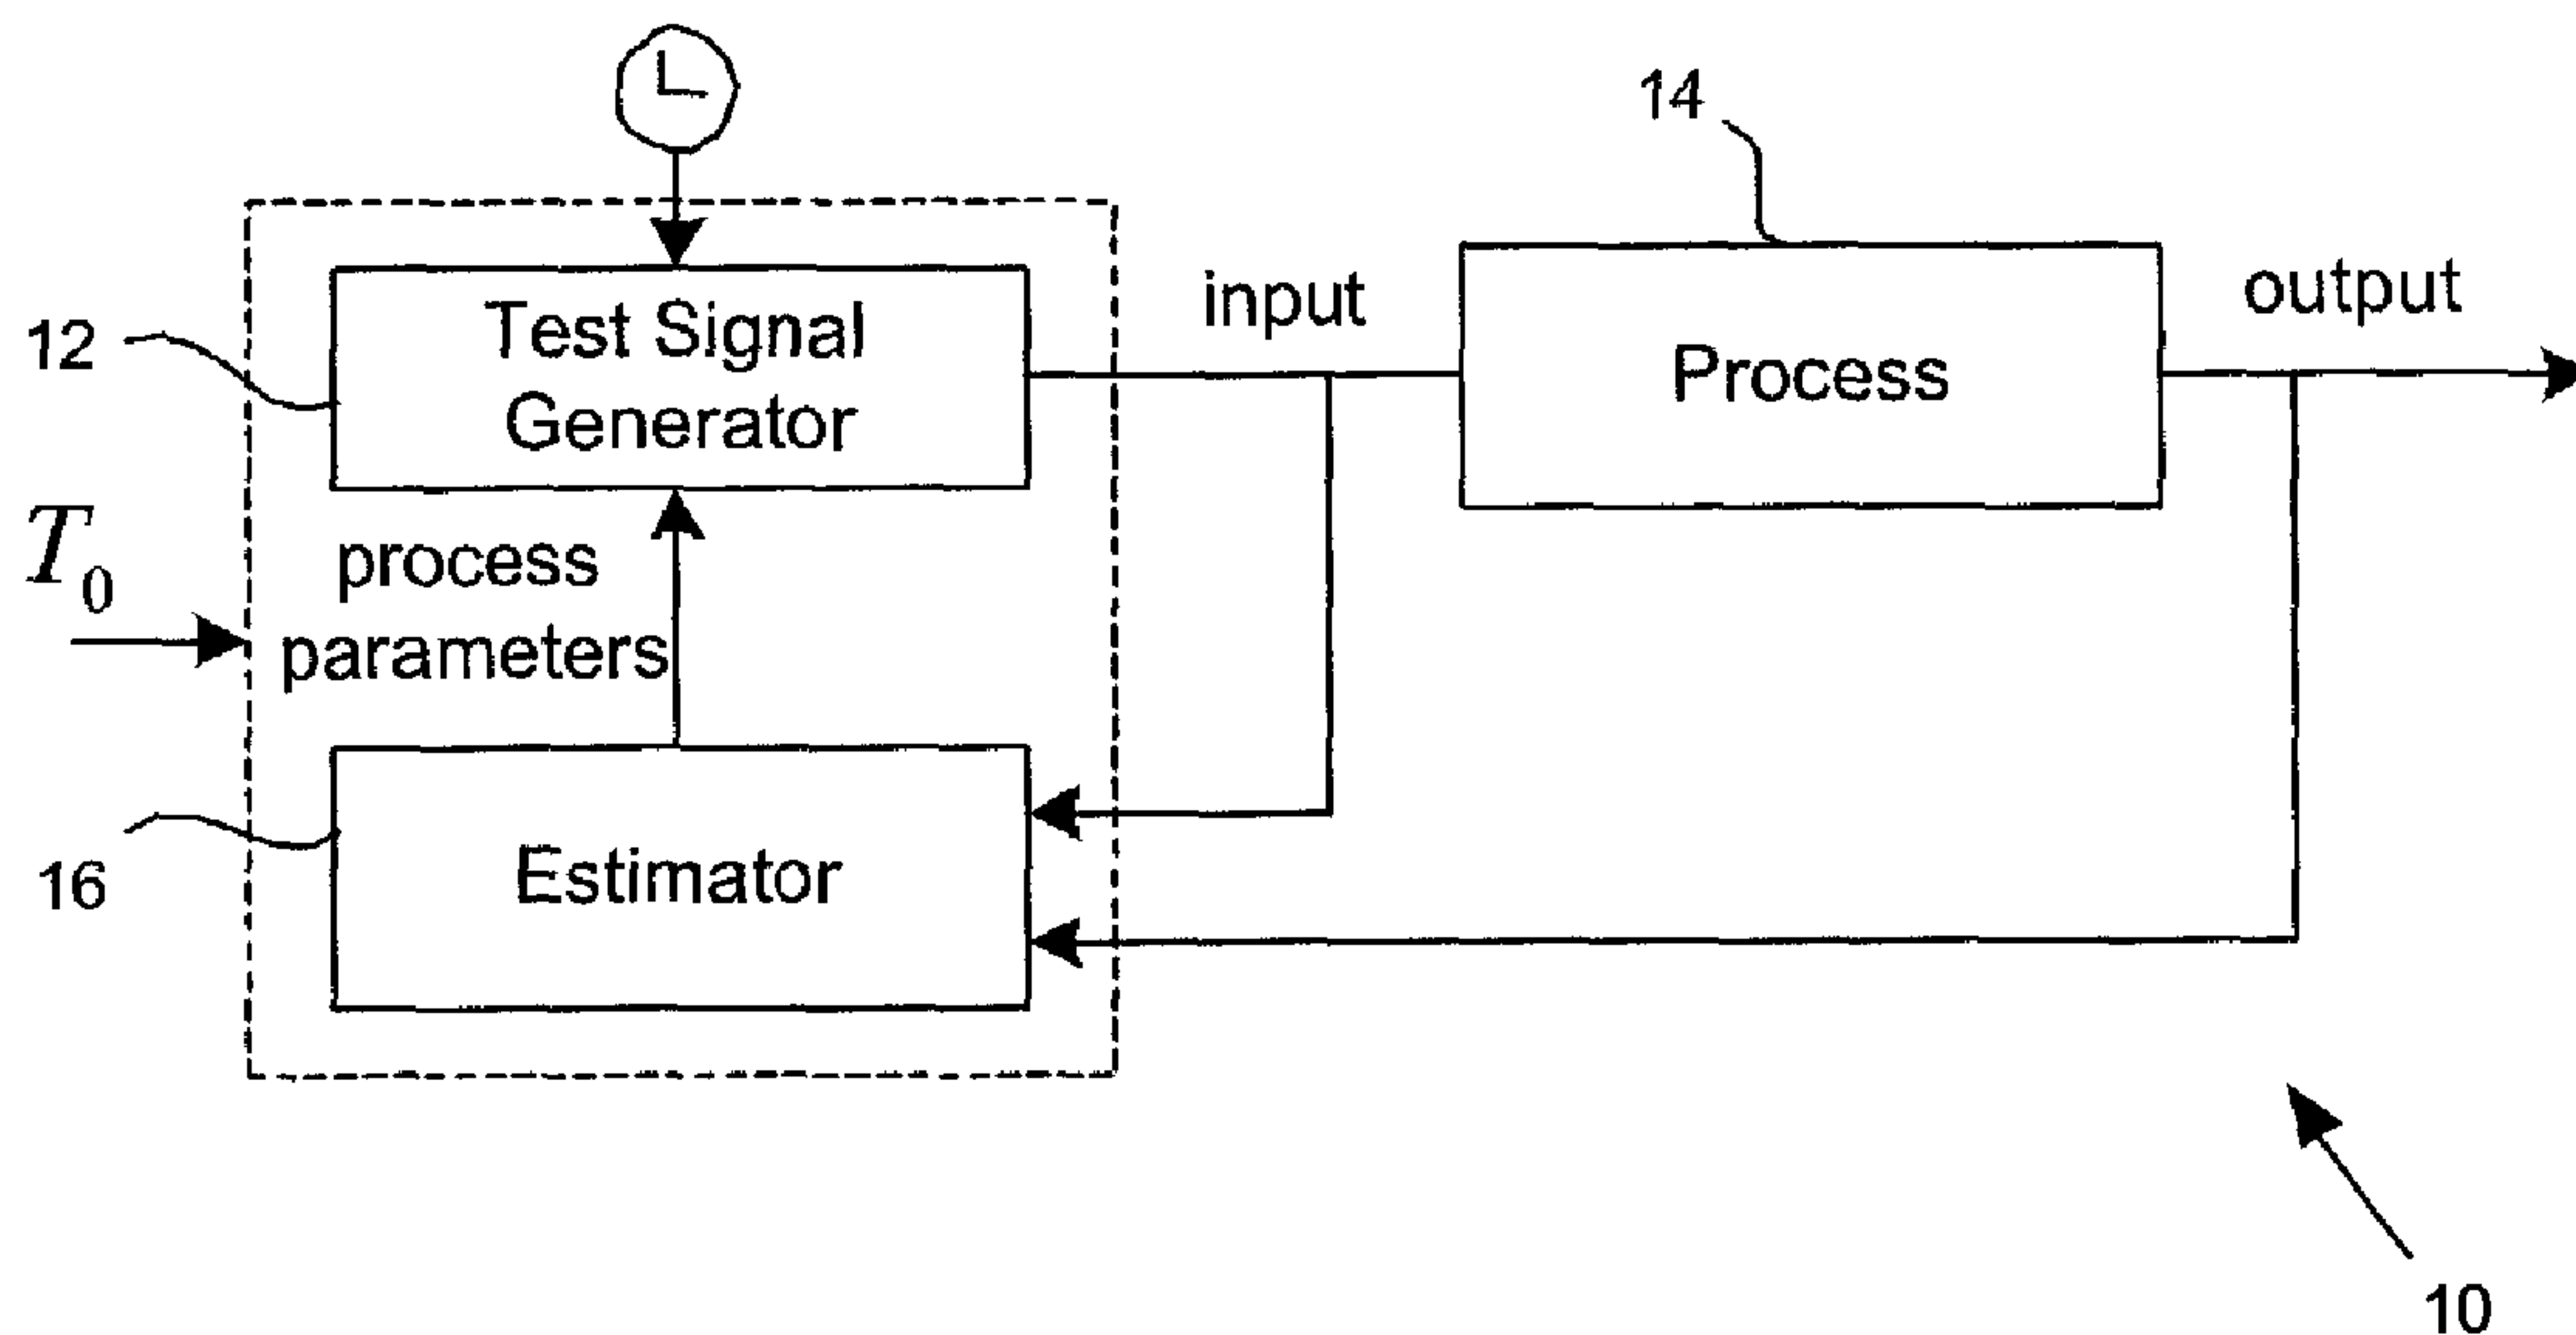 14
Test Signal
Generator
input
Process
output
12
T₀
process
parameters
Estimator
16
10